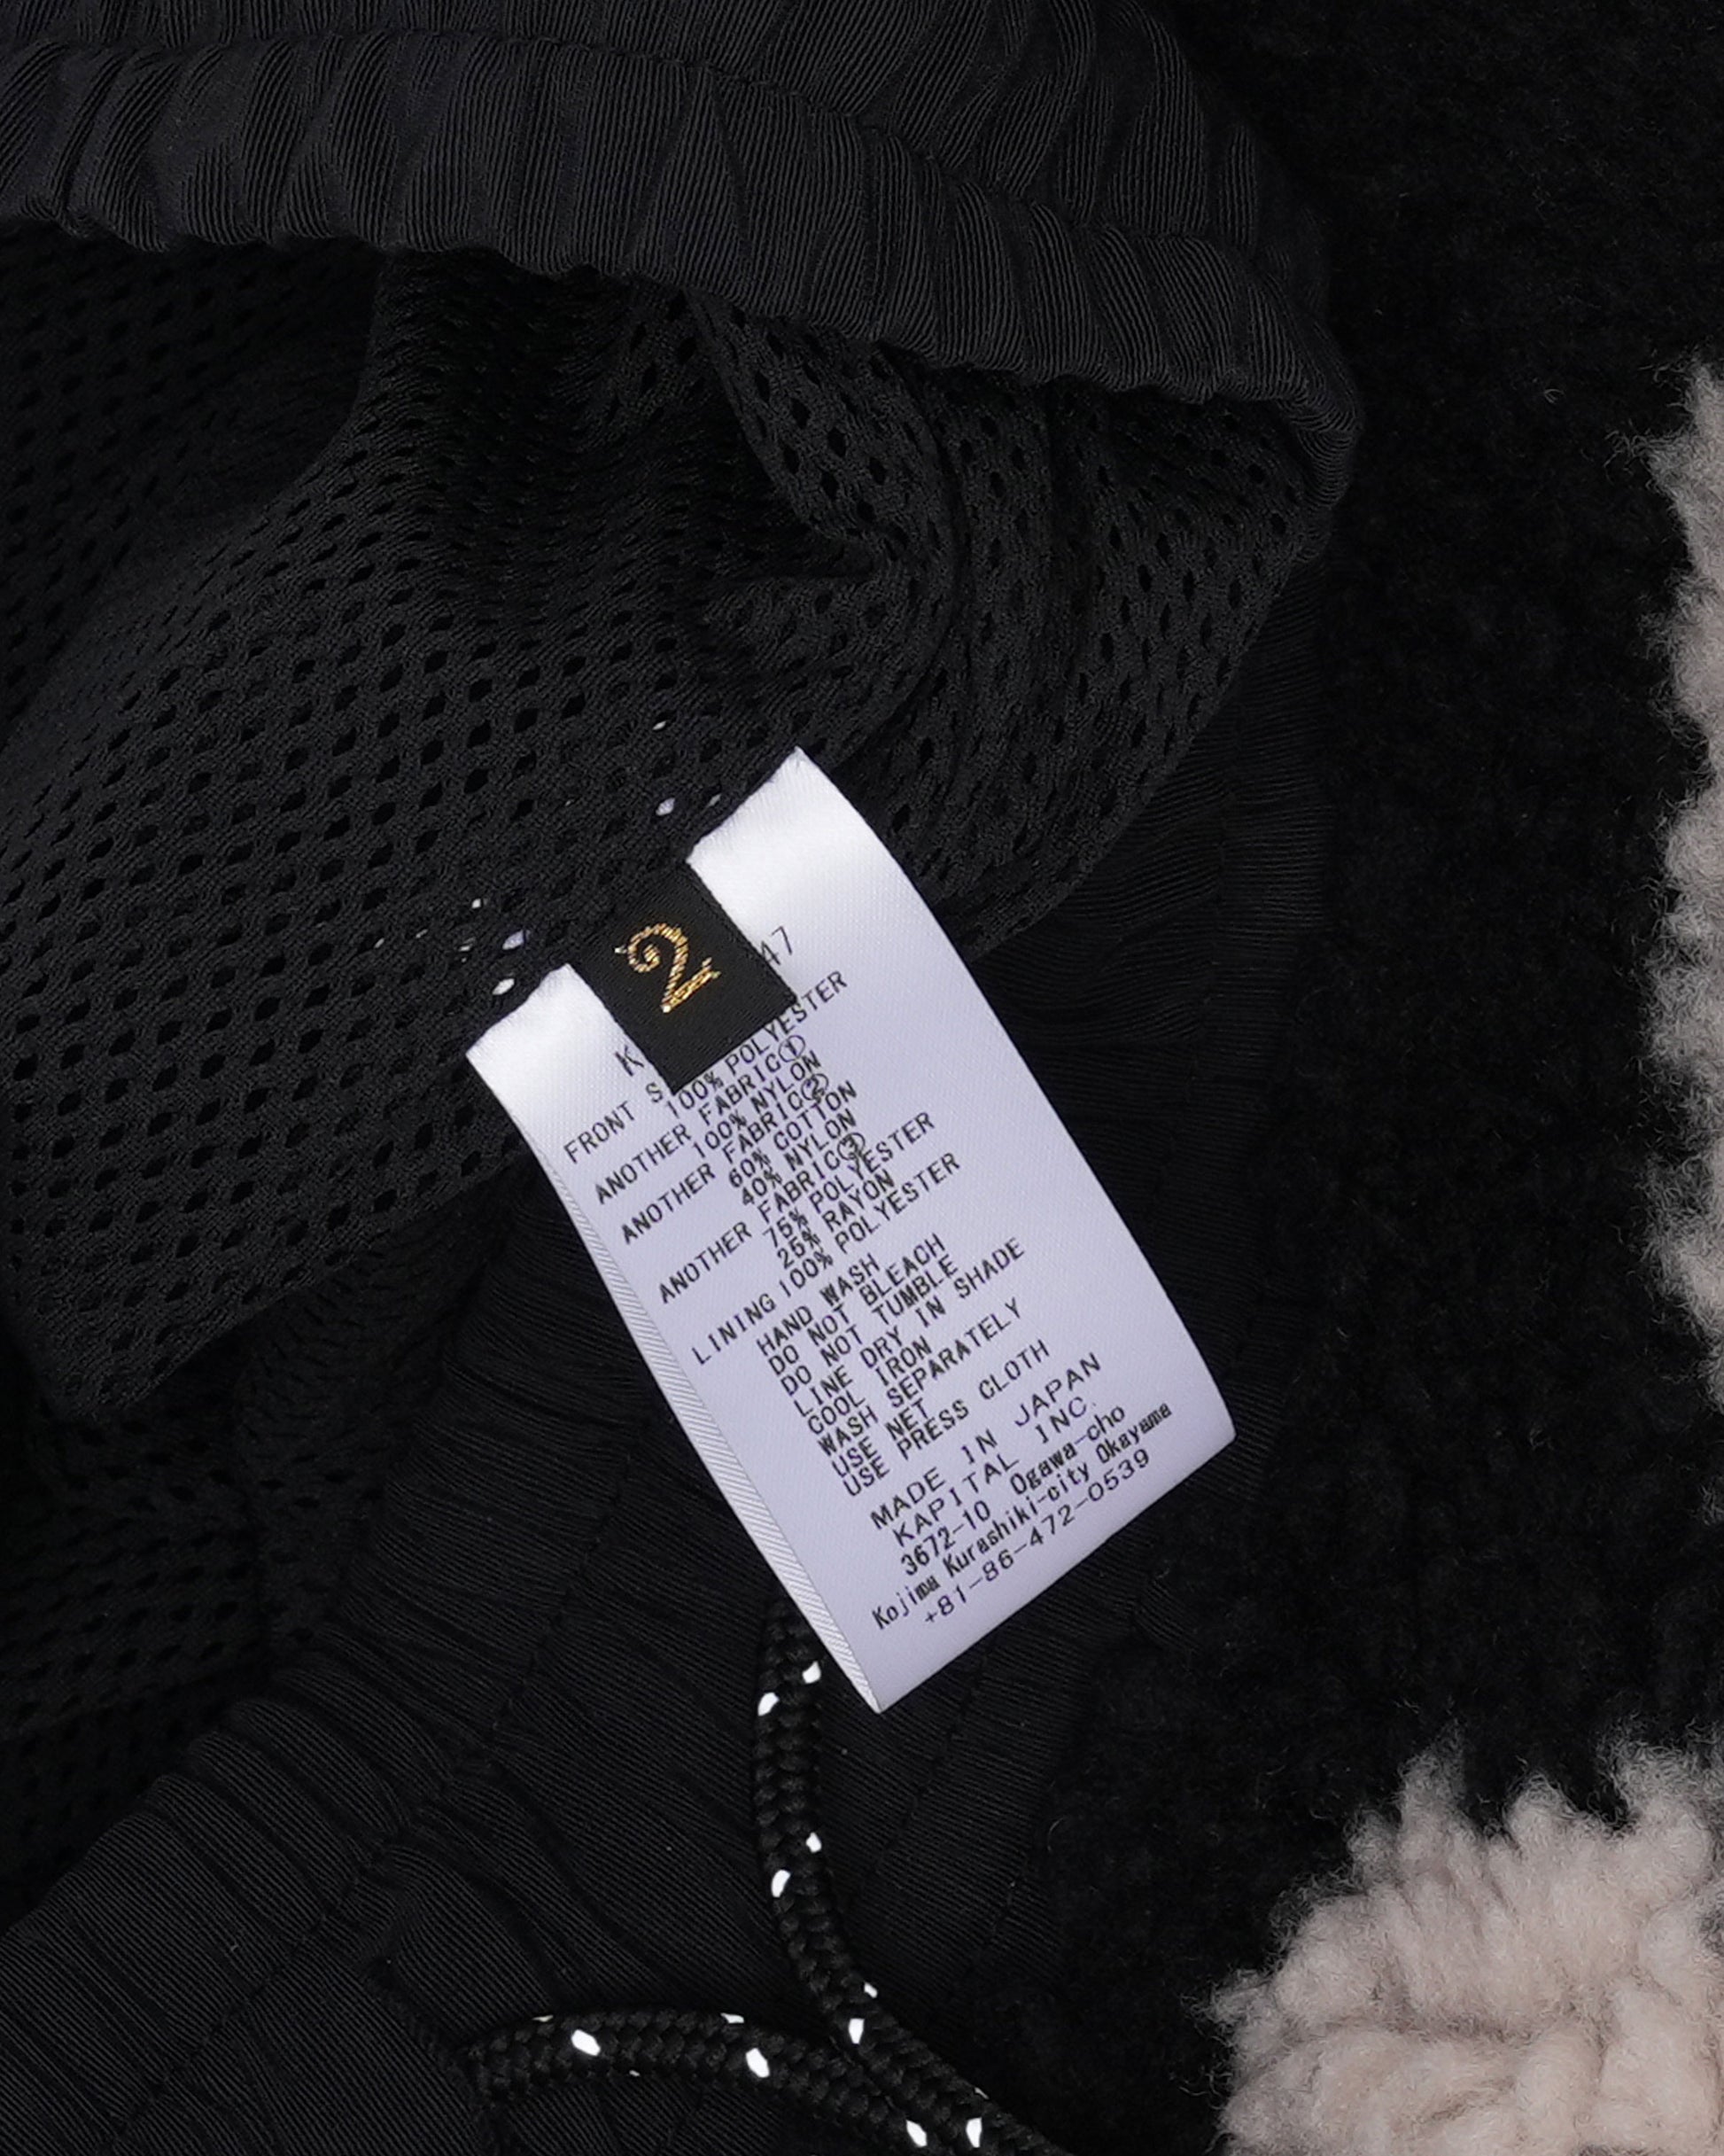 2
K 47
FRONT S
100% POLYESTER
ANOTHER FABRIC①
100% NYLON
ANOTHER FABRIC②
60% COTTON
40% NYLON
ANOTHER FABRIC③
75% POLYESTER
25% RAYON
LINING 100% POLYESTER
HAND WASH
DO NOT BLEACH
DO NOT TUMBLE
LINE DRY IN SHADE
COOL IRON
WASH SEPARATELY
USE NET
USE PRESS CLOTH
MADE IN JAPAN
KAPITAL INC.
3672-10 Ogawa-cho
Kojima Kurashiki-city Okayama
+81-86-472-0539